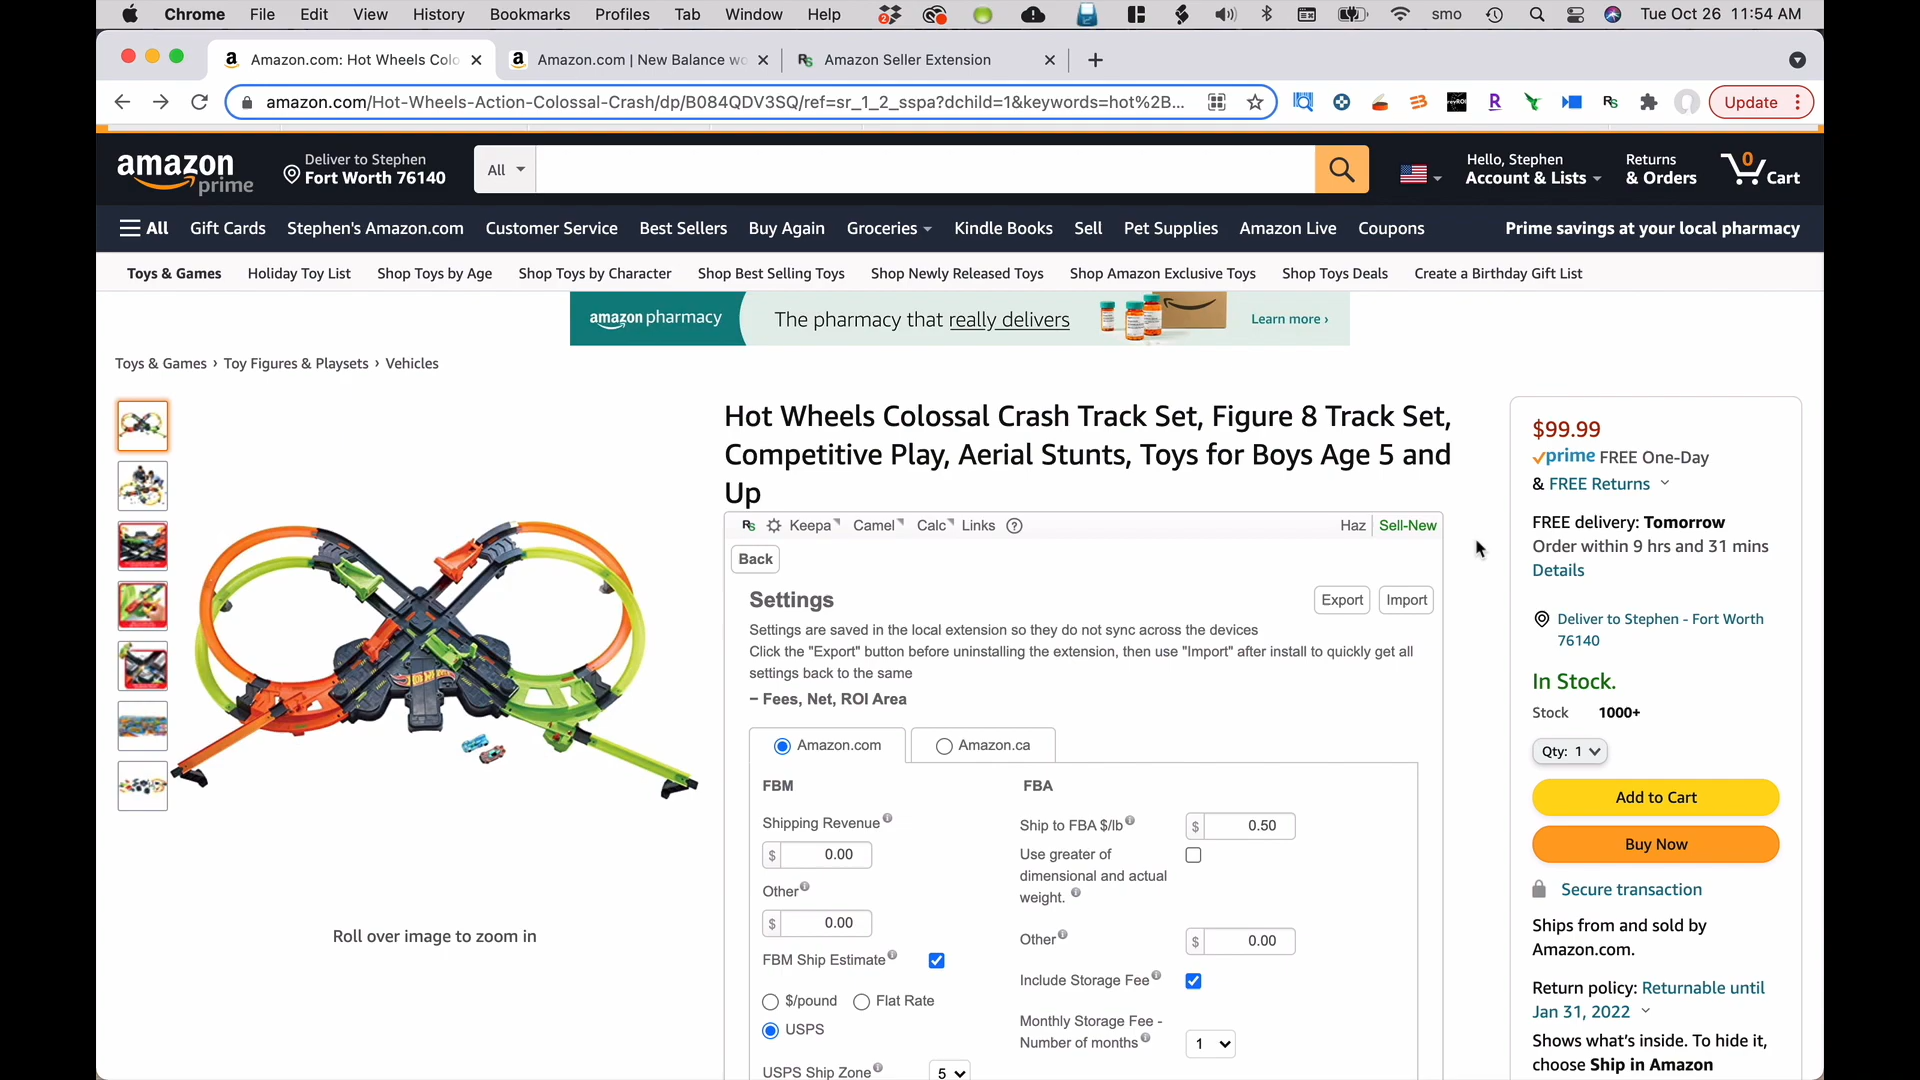 Chrome File Edit View History Bookmarks Profiles Tab Window Help 2 smo Tue Oct 26 11:54 AM
Amazon.com: Hot Wheels Colo Amazon.com | New Balance wo Amazon Seller Extension
amazon.com/Hot-Wheels-Action-Colossal-Crash/dp/B084QDV3SQ/ref=sr_1_2_sspa?dchild=1&keywords=hot%2B... Update
amazon prime
Deliver to Stephen
Fort Worth 76140
All
Hello, Stephen
Account & Lists
Returns
& Orders
0
Cart
All Gift Cards Stephen's Amazon.com Customer Service Best Sellers Buy Again Groceries Kindle Books Sell Pet Supplies Amazon Live Coupons Prime savings at your local pharmacy
Toys & Games Holiday Toy List Shop Toys by Age Shop Toys by Character Shop Best Selling Toys Shop Newly Released Toys Shop Amazon Exclusive Toys Shop Toys Deals Create a Birthday Gift List
amazon pharmacy The pharmacy that really delivers Learn more ›
Toys & Games › Toy Figures & Playsets › Vehicles
HOT WHEELS
Roll over image to zoom in
Hot Wheels Colossal Crash Track Set, Figure 8 Track Set,
Competitive Play, Aerial Stunts, Toys for Boys Age 5 and
Up
RS Keepa Camel Calc Links ? Haz Sell-New
Back
Settings Export Import
Settings are saved in the local extension so they do not sync across the devices
Click the "Export" button before uninstalling the extension, then use "Import" after install to quickly get all
settings back to the same
− Fees, Net, ROI Area
Amazon.com Amazon.ca
FBM
Shipping Revenue
$ 0.00
Other
$ 0.00
FBM Ship Estimate
$/pound Flat Rate
USPS
USPS Ship Zone 5
FBA
Ship to FBA $/lb $ 0.50
Use greater of
dimensional and actual
weight.
Other $ 0.00
Include Storage Fee
Monthly Storage Fee -
Number of months 1
$99.99
prime FREE One-Day
& FREE Returns
FREE delivery: Tomorrow
Order within 9 hrs and 31 mins
Details
Deliver to Stephen - Fort Worth
76140
In Stock.
Stock 1000+
Qty: 1
Add to Cart
Buy Now
Secure transaction
Ships from and sold by
Amazon.com.
Return policy: Returnable until
Jan 31, 2022
Shows what's inside. To hide it,
choose Ship in Amazon